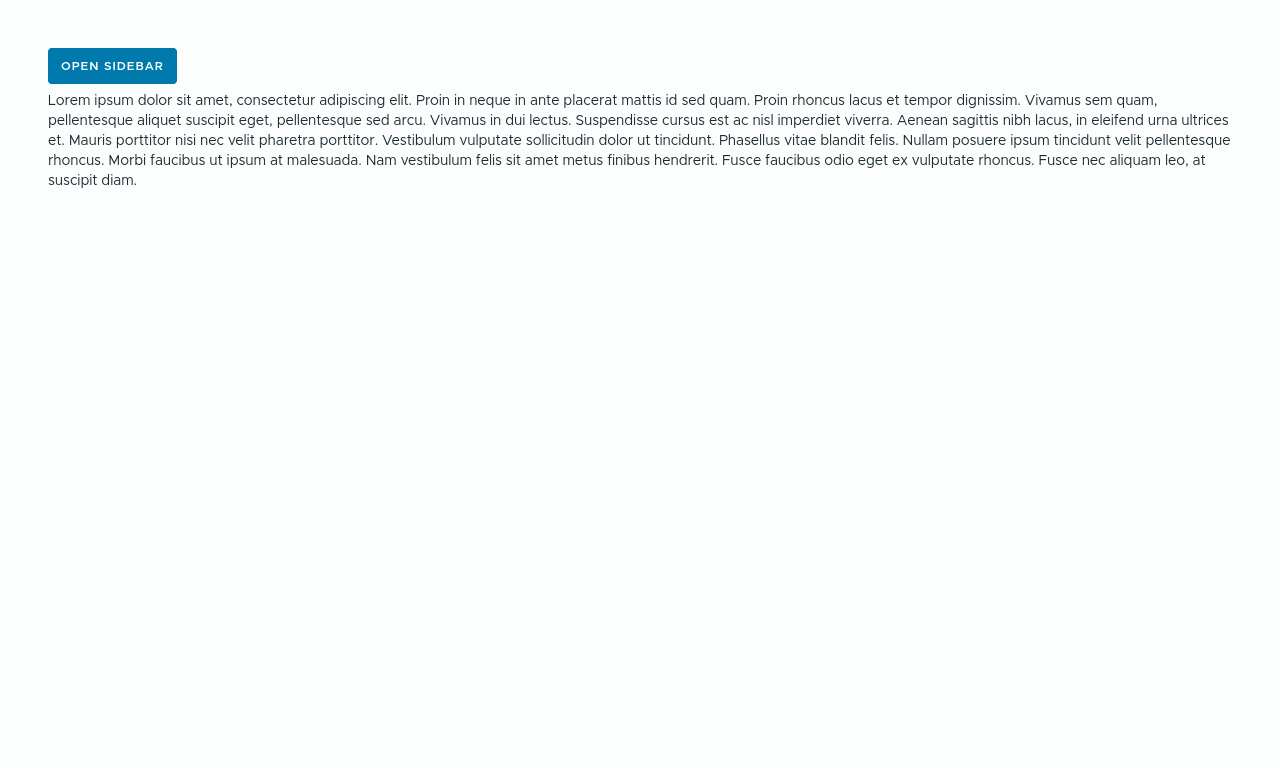 OPEN SIDEBAR
Lorem ipsum dolor sit amet, consectetur adipiscing elit. Proin in neque in ante placerat mattis id sed quam. Proin rhoncus lacus et tempor dignissim. Vivamus sem quam,
pellentesque aliquet suscipit eget, pellentesque sed arcu. Vivamus in dui lectus. Suspendisse cursus est ac nisl imperdiet viverra. Aenean sagittis nibh lacus, in eleifend urna ultrices
et. Mauris porttitor nisi nec velit pharetra porttitor. Vestibulum vulputate sollicitudin dolor ut tincidunt. Phasellus vitae blandit felis. Nullam posuere ipsum tincidunt velit pellentesque
rhoncus. Morbi faucibus ut ipsum at malesuada. Nam vestibulum felis sit amet metus finibus hendrerit. Fusce faucibus odio eget ex vulputate rhoncus. Fusce nec aliquam leo, at
suscipit diam.